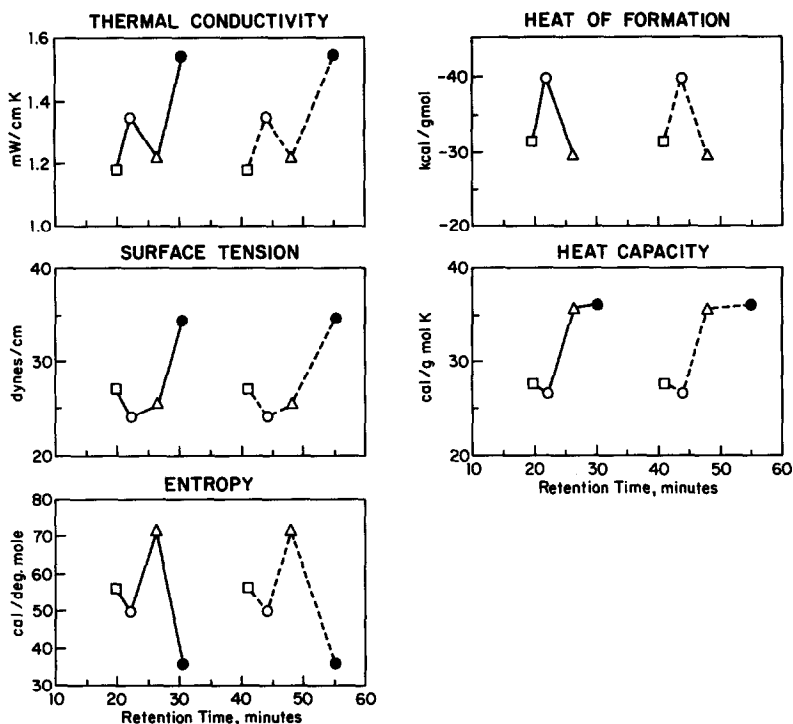 THERMAL CONDUCTIVITY
1.6
1.4
1.2
1.0
mW/cm K
HEAT OF FORMATION
-40
-30
-20
kcal/gmol
SURFACE TENSION
40
30
20
dynes/cm
HEAT CAPACITY
40
30
20
cal/g mol K
10 20 30 40 50 60
Retention Time, minutes
ENTROPY
80
70
60
50
40
30
cal/deg. mole
10 20 30 40 50 60
Retention Time, minutes